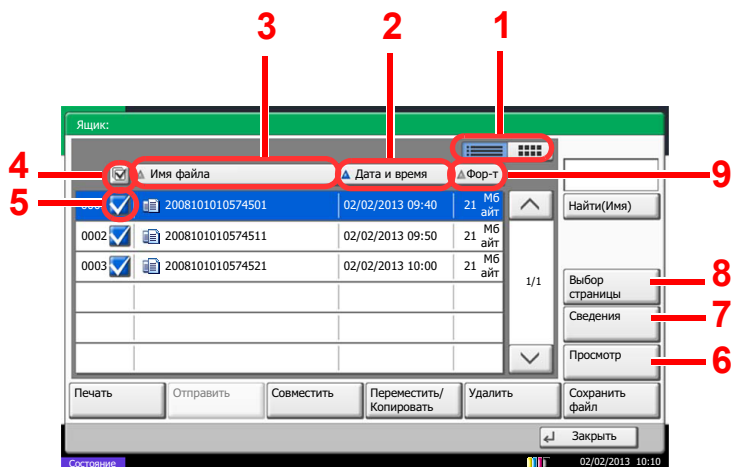 3
2
1
Ящик:
4
Имя файла
Дата и время
Фор-т
9
5
2008101010574501
02/02/2013 09:40
21 Мб
айт
Найти(Имя)
0002
2008101010574511
02/02/2013 09:50
21 Мб
айт
0003
2008101010574521
02/02/2013 10:00
21 Мб
айт
1/1
Выбор
страницы
8
Сведения
7
Просмотр
6
Печать
Отправить
Совместить
Переместить/
Копировать
Удалить
Сохранить
файл
Закрыть
Состояние
02/02/2013 10:10